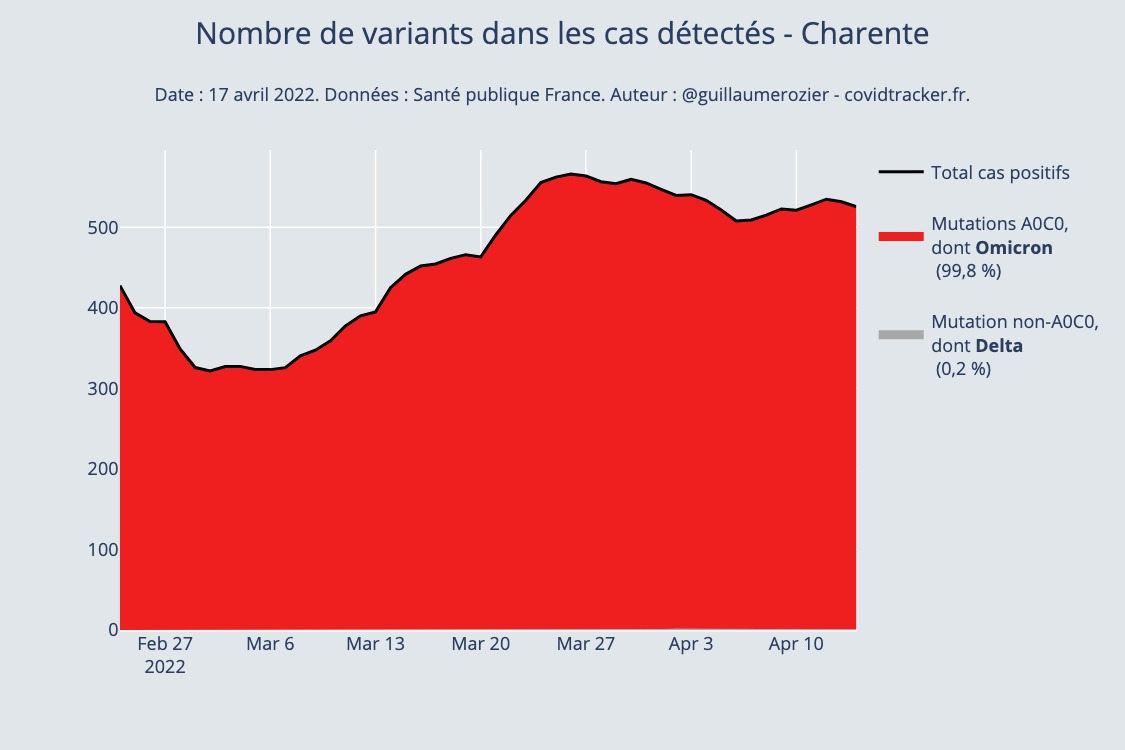 Nombre de variants dans les cas détectés - Charente
Date : 17 avril 2022. Données : Santé publique France. Auteur : @guillaumerozier - covidtracker.fr.
Total cas positifs
Mutations A0C0,
dont Omicron
(99,8 %)
Mutation non-A0C0,
dont Delta
(0,2 %)
500
400
300
200
100
0
Feb 27 Mar 6 Mar 13 Mar 20 Mar 27 Apr 3 Apr 10
2022